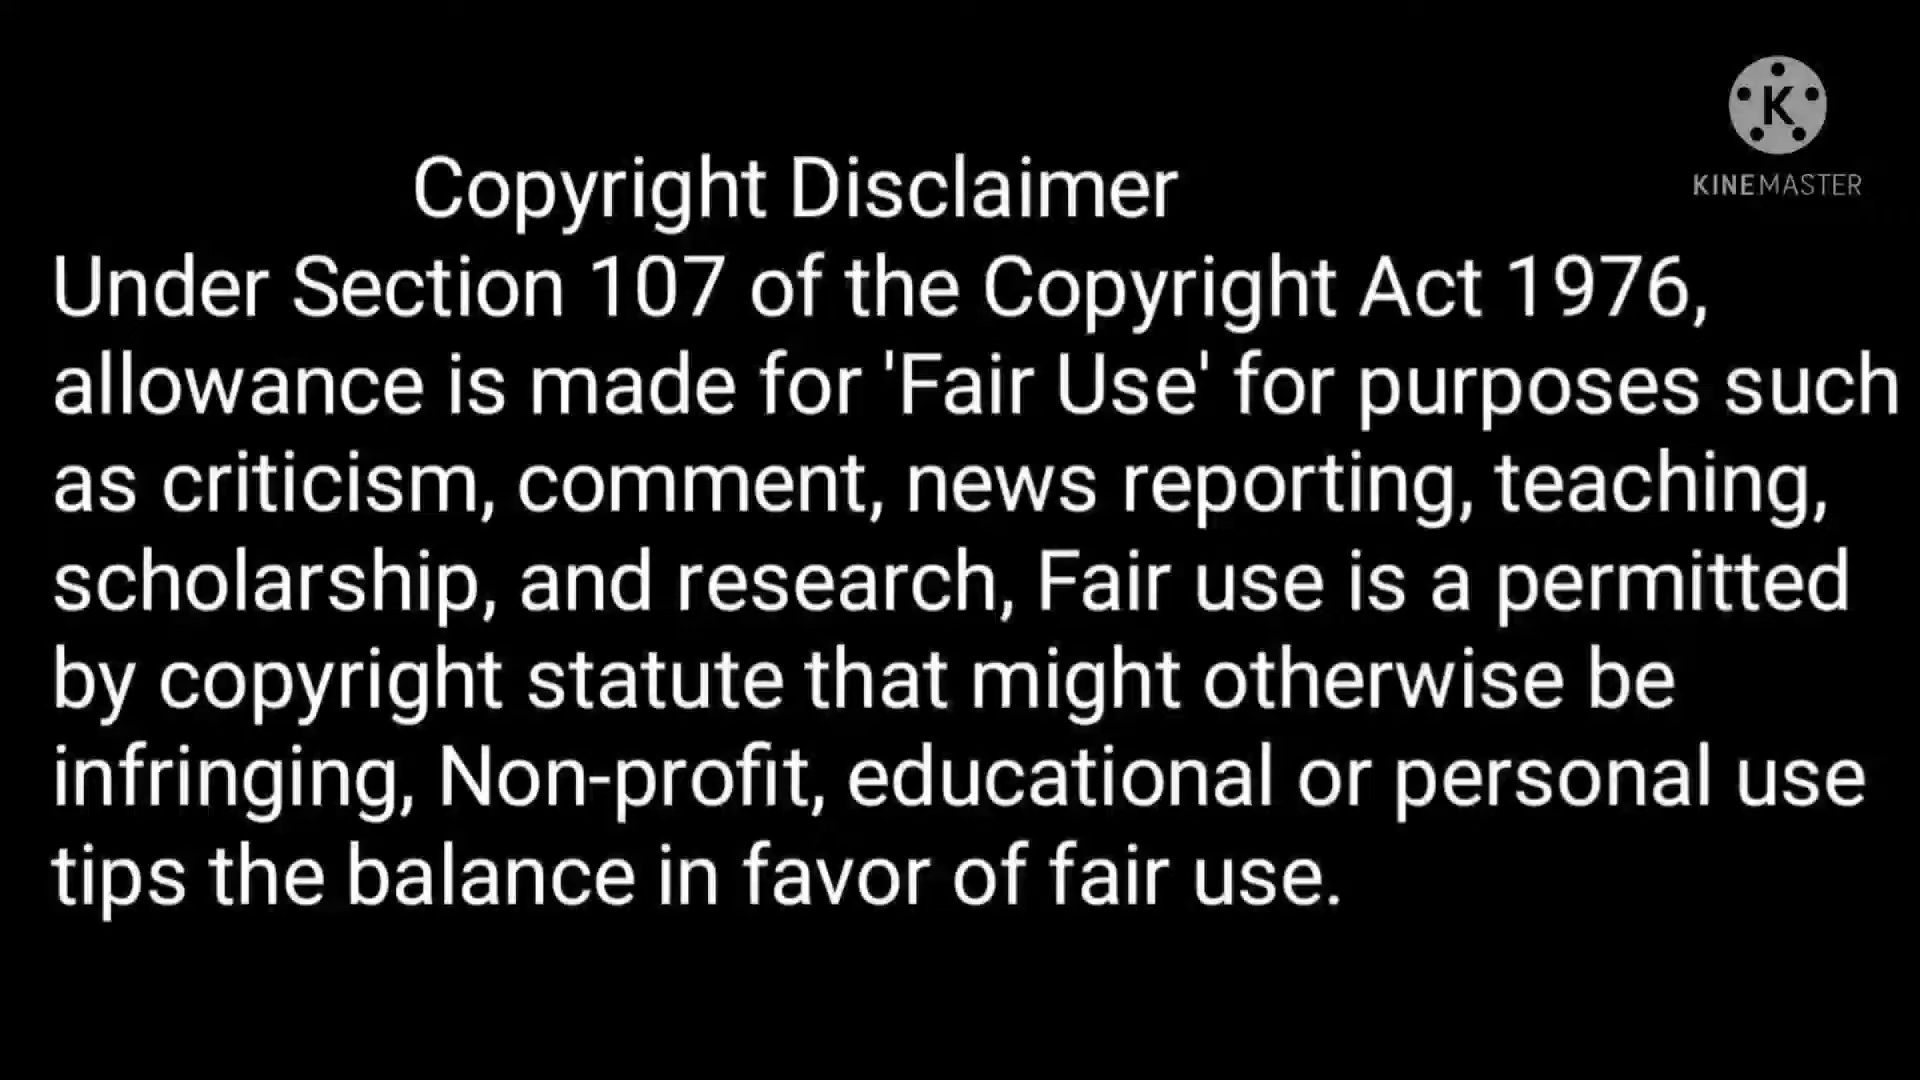 K
KINEMASTER
Copyright Disclaimer
Under Section 107 of the Copyright Act 1976,
allowance is made for 'Fair Use' for purposes such
as criticism, comment, news reporting, teaching,
scholarship, and research, Fair use is a permitted
by copyright statute that might otherwise be
infringing, Non-profit, educational or personal use
tips the balance in favor of fair use.